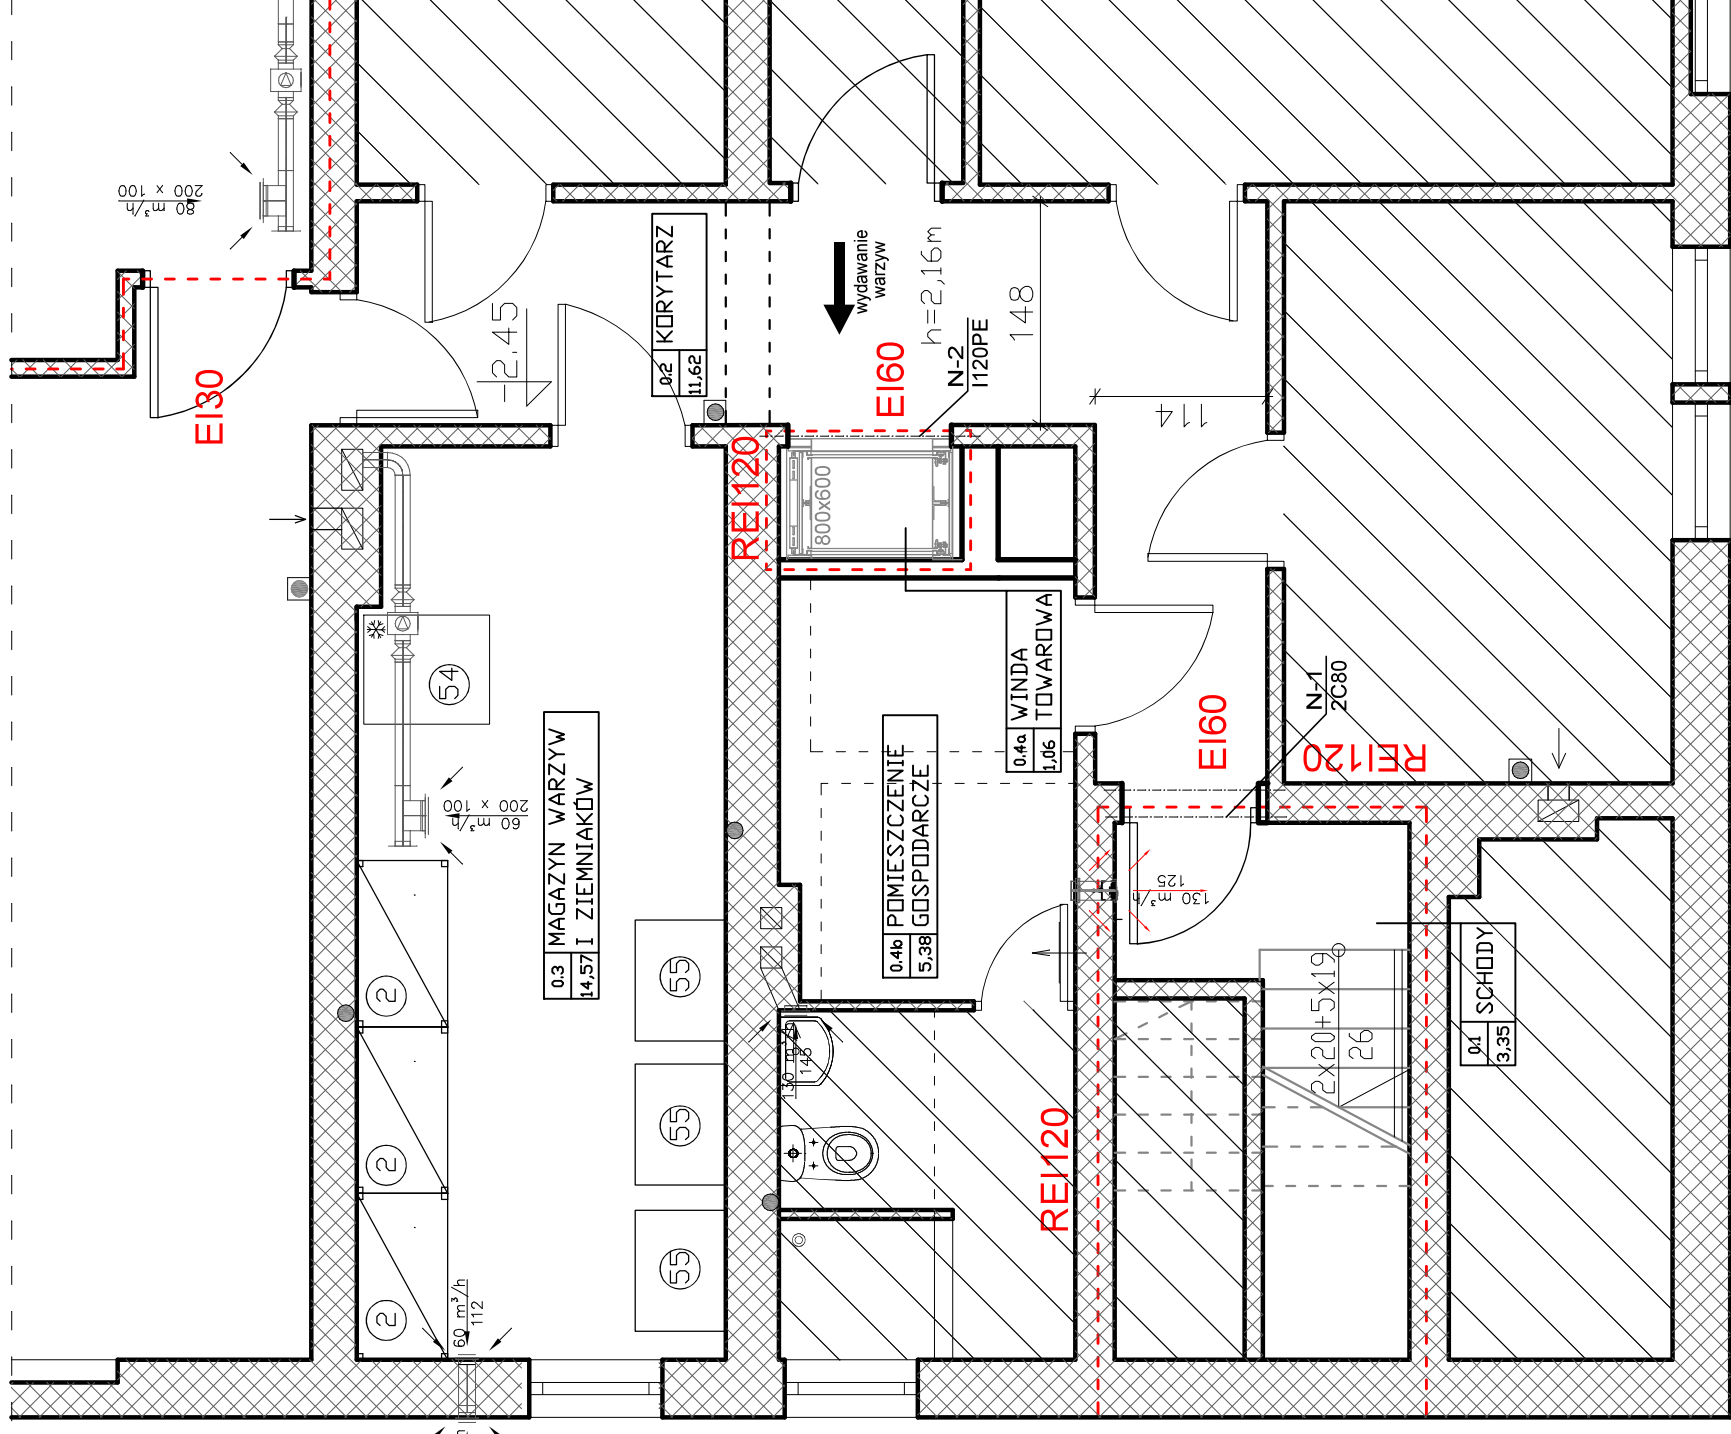 80 m³/h
200 x 100
EI30
-2,45
0.2 KORYTARZ
11,62
wydawanie
warzyw
h=2,16m
148
EI60
N-2
I120PE
114
REI120
800x600
54
60 m³/h
200 x 100
0.3 MAGAZYN WARZYW
14,57 I ZIEMNIAKÓW
0.4a WINDA
1,06 TOWAROWA
0.4b POMIESZCZENIE
5,38 GOSPODARCZE
EI60
N-1
2C80
REI120
130 m³/h
125
2
2
2
55
55
55
130 m³/h
145
REI120
2x20+5x19
26
0.1 SCHODY
3,35
60 m³/h
112